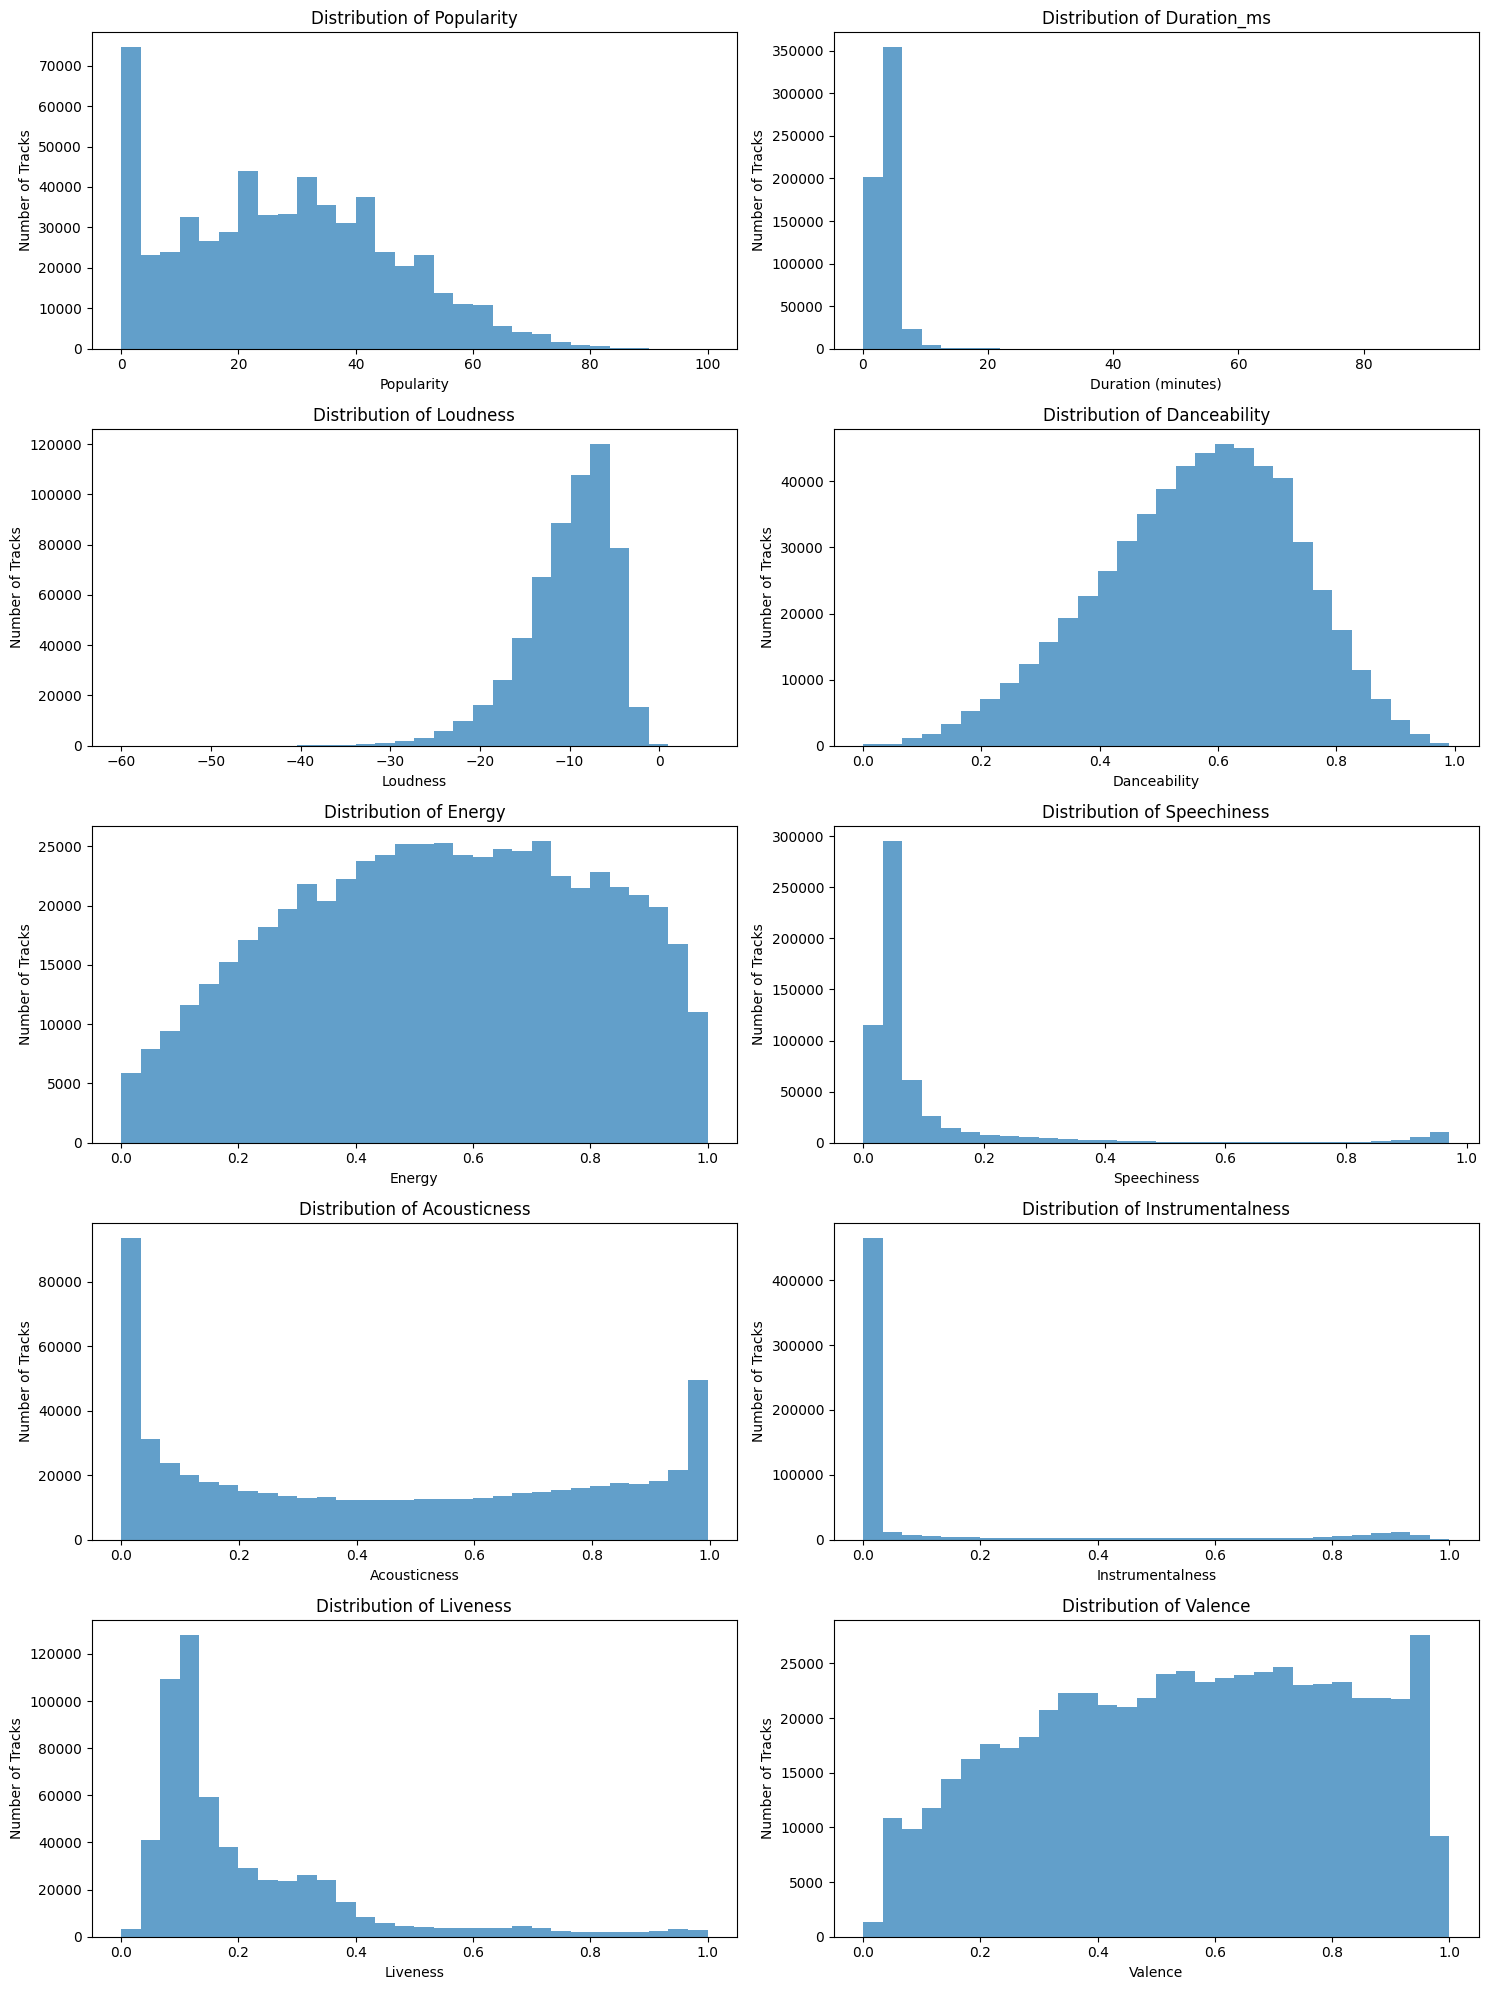 Distribution of Popularity
Number of Tracks
70000
60000
50000
40000
30000
20000
10000
0
0 20 40 60 80 100
Popularity
Distribution of Duration_ms
Number of Tracks
350000
300000
250000
200000
150000
100000
50000
0
0 20 40 60 80
Duration (minutes)
Distribution of Loudness
Number of Tracks
120000
100000
80000
60000
40000
20000
0
−60 −50 −40 −30 −20 −10 0
Loudness
Distribution of Danceability
Number of Tracks
40000
30000
20000
10000
0
0.0 0.2 0.4 0.6 0.8 1.0
Danceability
Distribution of Energy
Number of Tracks
25000
20000
15000
10000
5000
0
0.0 0.2 0.4 0.6 0.8 1.0
Energy
Distribution of Speechiness
Number of Tracks
300000
250000
200000
150000
100000
50000
0
0.0 0.2 0.4 0.6 0.8 1.0
Speechiness
Distribution of Acousticness
Number of Tracks
80000
60000
40000
20000
0
0.0 0.2 0.4 0.6 0.8 1.0
Acousticness
Distribution of Instrumentalness
Number of Tracks
400000
300000
200000
100000
0
0.0 0.2 0.4 0.6 0.8 1.0
Instrumentalness
Distribution of Liveness
Number of Tracks
120000
100000
80000
60000
40000
20000
0
0.0 0.2 0.4 0.6 0.8 1.0
Liveness
Distribution of Valence
Number of Tracks
25000
20000
15000
10000
5000
0
0.0 0.2 0.4 0.6 0.8 1.0
Valence